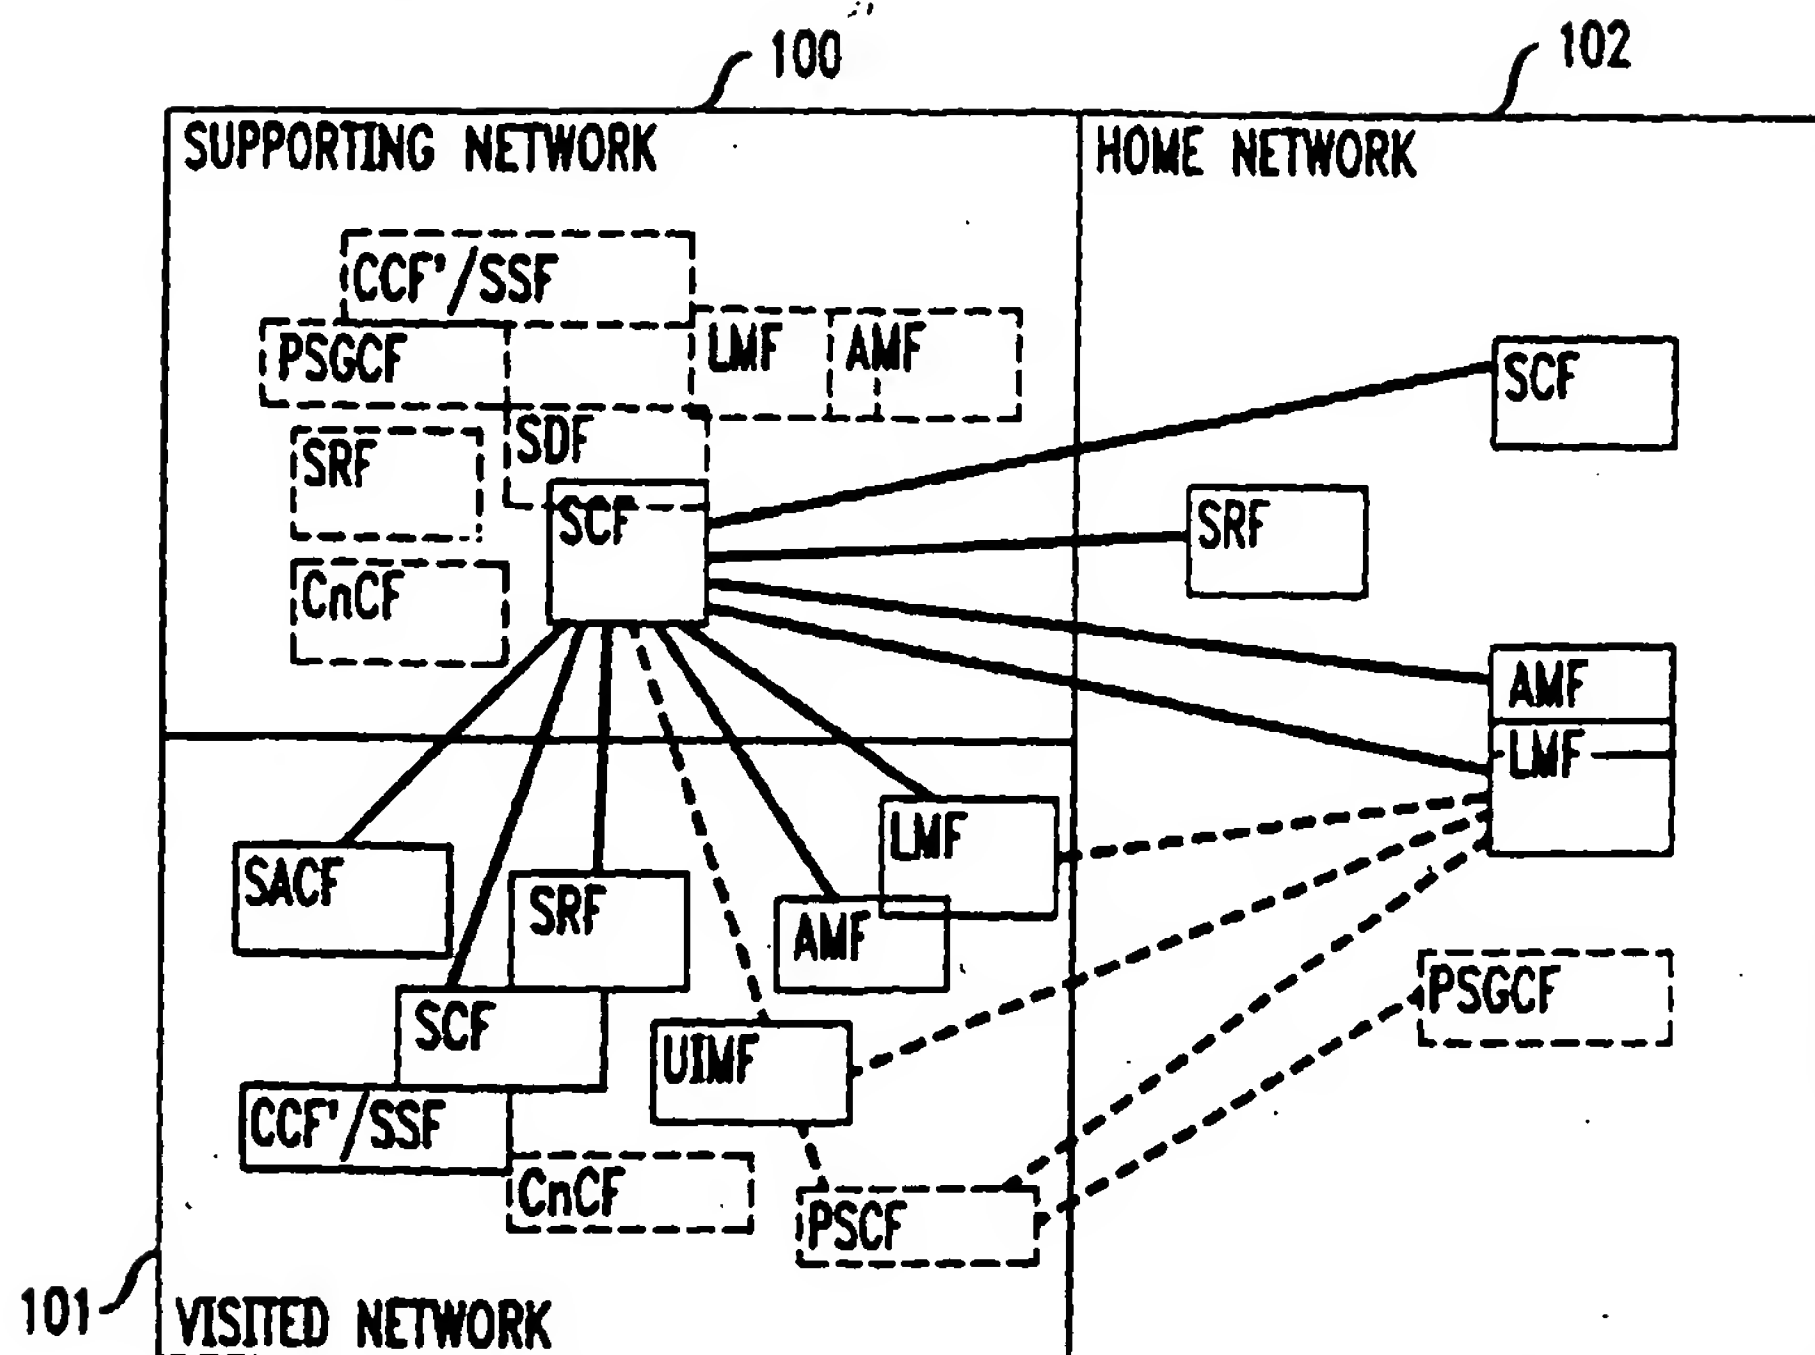 100
102
SUPPORTING NETWORK
HOME NETWORK
CCF'/SSF
PSGCF
LMF
AMF
SCF
SRF
SDF
SCF
SRF
CnCF
AMF
LMF
LMF
SACF
SRF
AMF
PSGCF
SCF
UIMF
CCF'/SSF
CnCF
PSCF
101
VISITED NETWORK